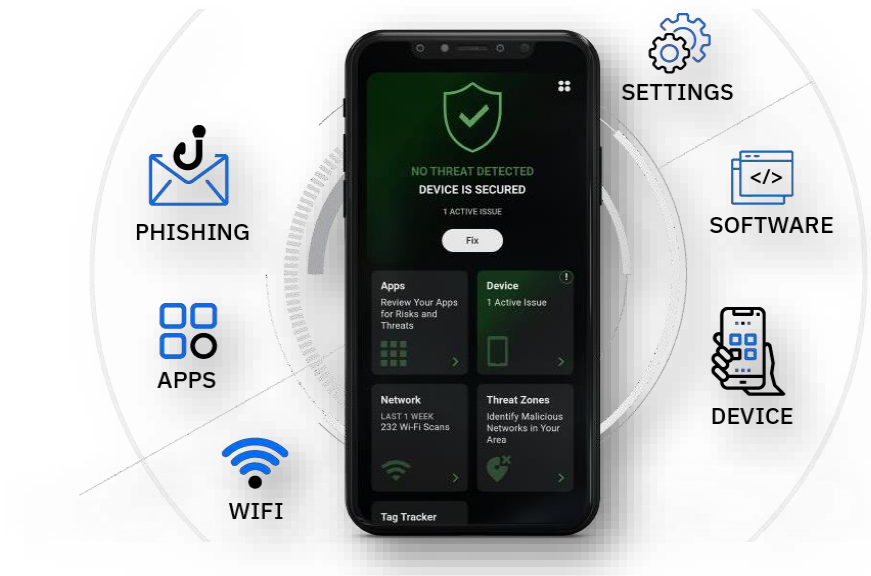 SETTINGS
PHISHING
SOFTWARE
</>
APPS
DEVICE
WIFI
NO THREAT DETECTED
DEVICE IS SECURED
1 ACTIVE ISSUE
Fix
Apps
Review Your Apps
for Risks and
Threats
Device
!
1 Active Issue
Network
LAST 1 WEEK
232 Wi-Fi Scans
Threat Zones
Identify Malicious
Networks in Your
Area
Tag Tracker